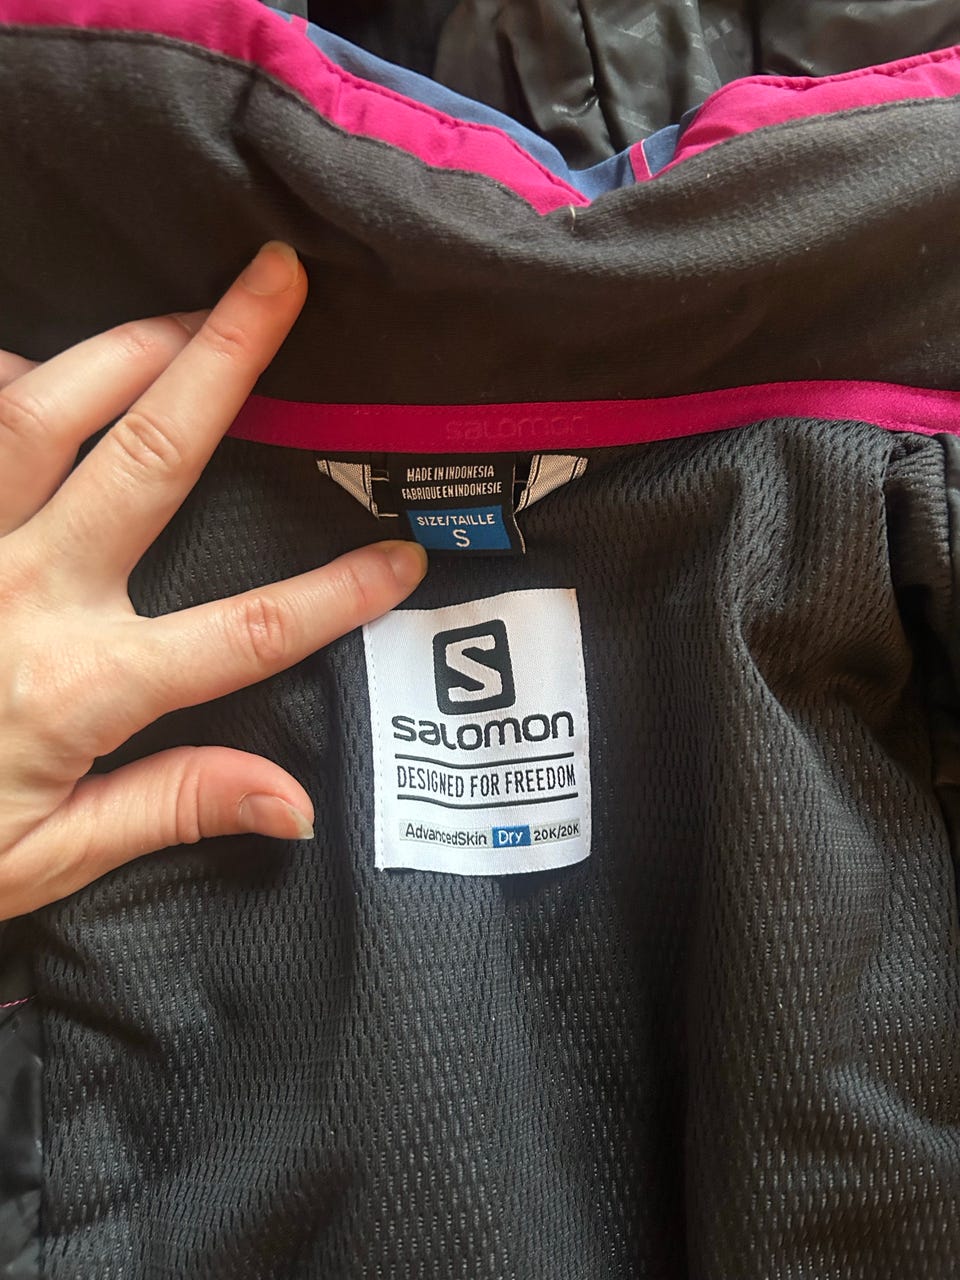 salomon
MADE IN INDONESIA
FABRIQUE EN INDONESIE
SIZE/TAILLE
S
S
salomon
DESIGNED FOR FREEDOM
AdvancedSkin Dry 20K/20K